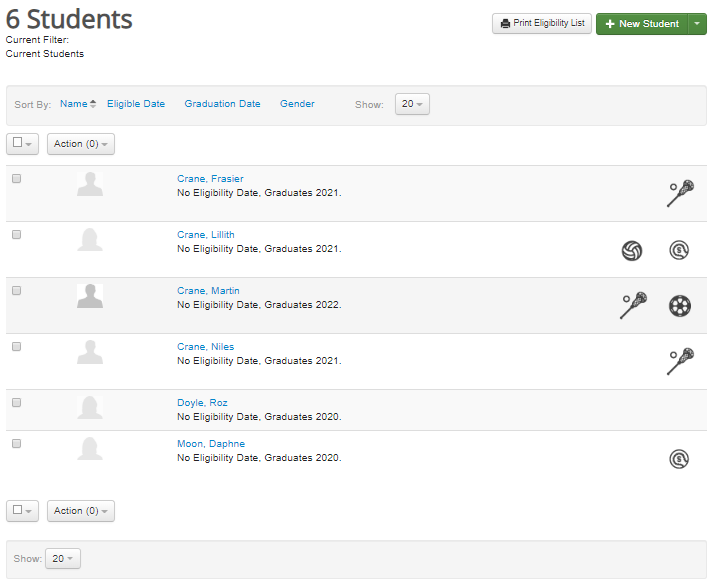 6 Students
Print Eligibility List
New Student
Current Filter:
Current Students
Sort By: Name Eligible Date Graduation Date Gender Show: 20
Action (0)
Crane, Frasier
No Eligibility Date, Graduates 2021.
Crane, Lillith
No Eligibility Date, Graduates 2021.
Crane, Martin
No Eligibility Date, Graduates 2022.
Crane, Niles
No Eligibility Date, Graduates 2021.
Doyle, Roz
No Eligibility Date, Graduates 2020.
Moon, Daphne
No Eligibility Date, Graduates 2020.
Action (0)
Show: 20